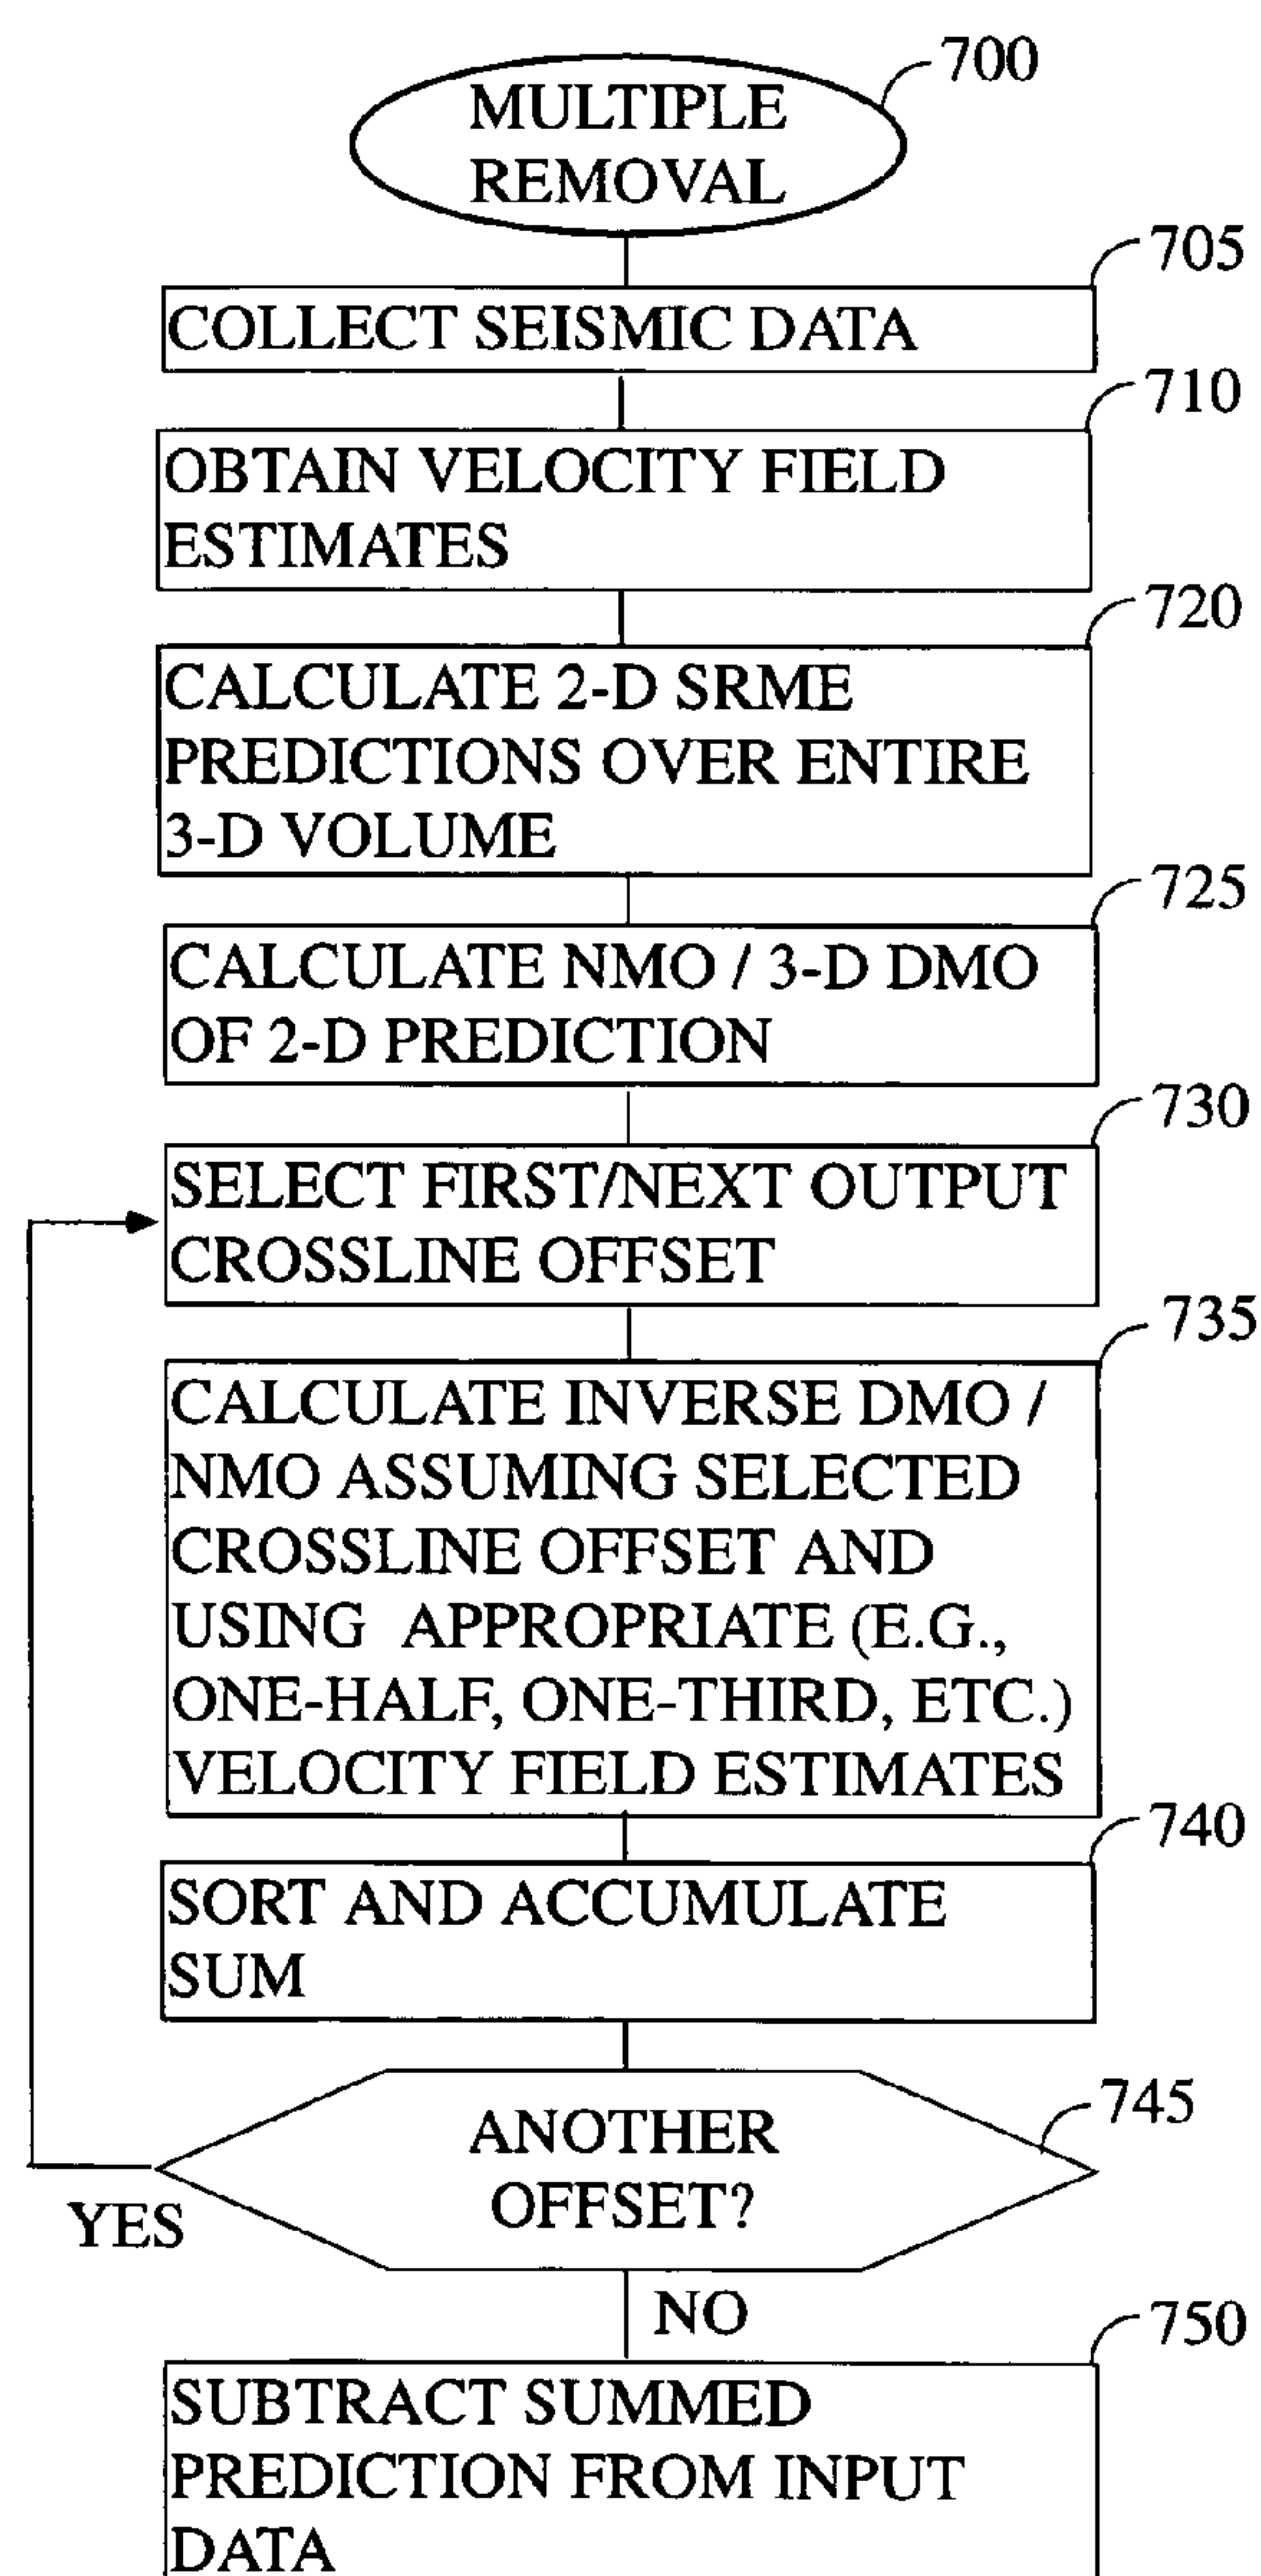 700
MULTIPLE
REMOVAL
705
COLLECT SEISMIC DATA
710
OBTAIN VELOCITY FIELD
ESTIMATES
720
CALCULATE 2-D SRME
PREDICTIONS OVER ENTIRE
3-D VOLUME
725
CALCULATE NMO / 3-D DMO
OF 2-D PREDICTION
730
SELECT FIRST/NEXT OUTPUT
CROSSLINE OFFSET
735
CALCULATE INVERSE DMO /
NMO ASSUMING SELECTED
CROSSLINE OFFSET AND
USING APPROPRIATE (E.G.,
ONE-HALF, ONE-THIRD, ETC.)
VELOCITY FIELD ESTIMATES
740
SORT AND ACCUMULATE
SUM
745
ANOTHER
OFFSET?
YES
NO
750
SUBTRACT SUMMED
PREDICTION FROM INPUT
DATA